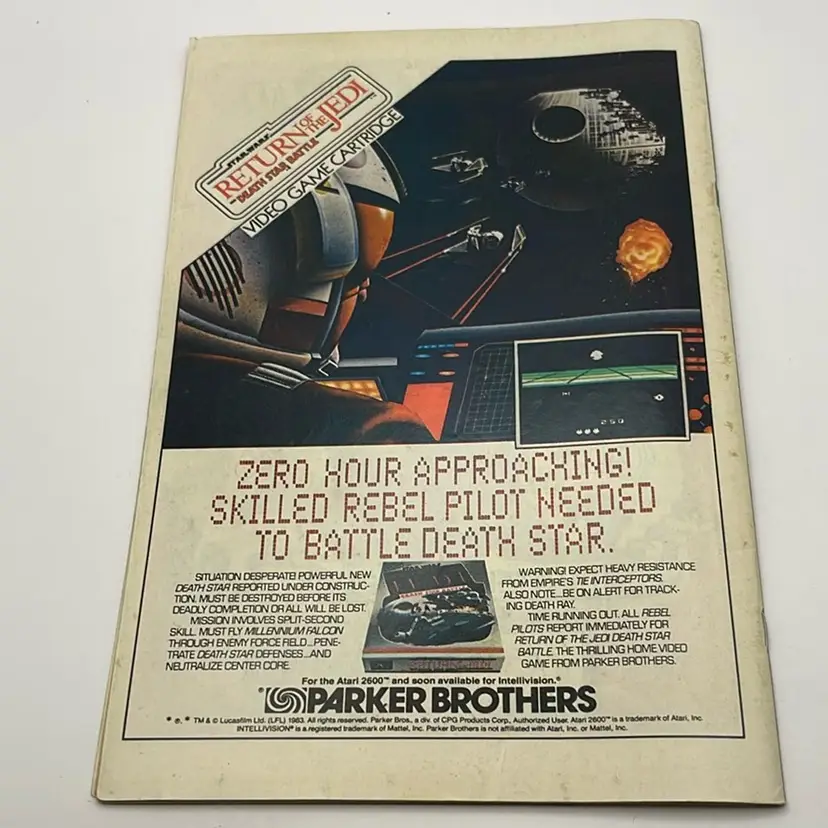 STAR WARS
RETURN OF THE JEDI
DEATH STAR BATTLE
VIDEO GAME CARTRIDGE
250
ZERO HOUR APPROACHING!
SKILLED REBEL PILOT NEEDED
TO BATTLE DEATH STAR.
SITUATION DESPERATE! POWERFUL NEW
DEATH STAR REPORTED UNDER CONSTRUC-
TION. MUST BE DESTROYED BEFORE ITS
DEADLY COMPLETION OR ALL WILL BE LOST.
MISSION INVOLVES SPLIT-SECOND
SKILL. MUST FLY MILLENNIUM FALCON
THROUGH ENEMY FORCE FIELD...PENE-
TRATE DEATH STAR DEFENSES...AND
NEUTRALIZE CENTER CORE.
WARNING! EXPECT HEAVY RESISTANCE
FROM EMPIRE'S TIE INTERCEPTORS.
ALSO NOTE...BE ON ALERT FOR TRACK-
ING DEATH RAY.
TIME RUNNING OUT. ALL REBEL
PILOTS REPORT IMMEDIATELY FOR
RETURN OF THE JEDI DEATH STAR
BATTLE. THE THRILLING HOME VIDEO
GAME FROM PARKER BROTHERS.
For the Atari 2600™ and soon available for Intellivision.®
PARKER BROTHERS
* ®, * TM & © Lucasfilm Ltd. (LFL) 1983. All rights reserved. Parker Bros., a div. of CPG Products Corp., Authorized User. Atari 2600™ is a trademark of Atari, Inc.
INTELLIVISION® is a registered trademark of Mattel, Inc. Parker Brothers is not affiliated with Atari, Inc. or Mattel, Inc.